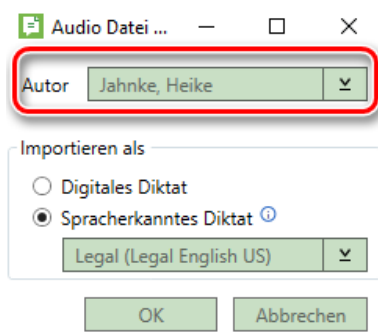 Audio Datei ...
Autor Jahnke, Heike
Importieren als
Digitales Diktat
Spracherkanntes Diktat
Legal (Legal English US)
OK Abbrechen